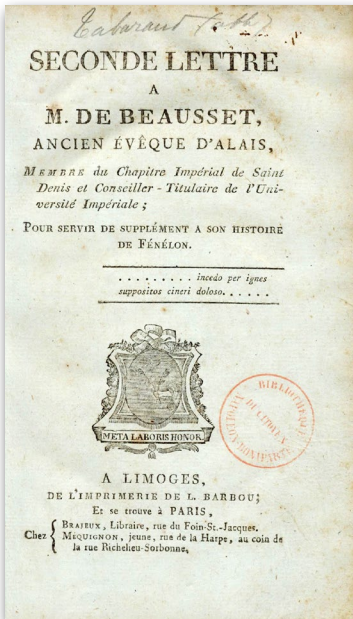 Tabaraud (abbé)
SECONDE LETTRE
A
M. DE BEAUSSET,
ANCIEN ÉVÊQUE D'ALAIS,
MEMBRE du Chapitre Impérial de Saint
Denis et Conseiller - Titulaire de l'Uni-
versité Impériale ;
POUR SERVIR DE SUPPLÉMENT A SON HISTOIRE
DE FÉNÉLON.
. . . . . . . . . incedo per ignes
suppositos cineri doloso. . . . . .
META LABORIS HONOR
BIBLIOTHEQUE
A LIMOGES,
DE L'IMPRIMERIE DE L. BARBOU;
Et se trouve à PARIS,
Chez
BRAJEUX, Libraire, rue du Foin-St.-Jacques.
MÉQUIGNON, jeune, rue de la Harpe, au coin de
la rue Richelieu-Sorbonne,